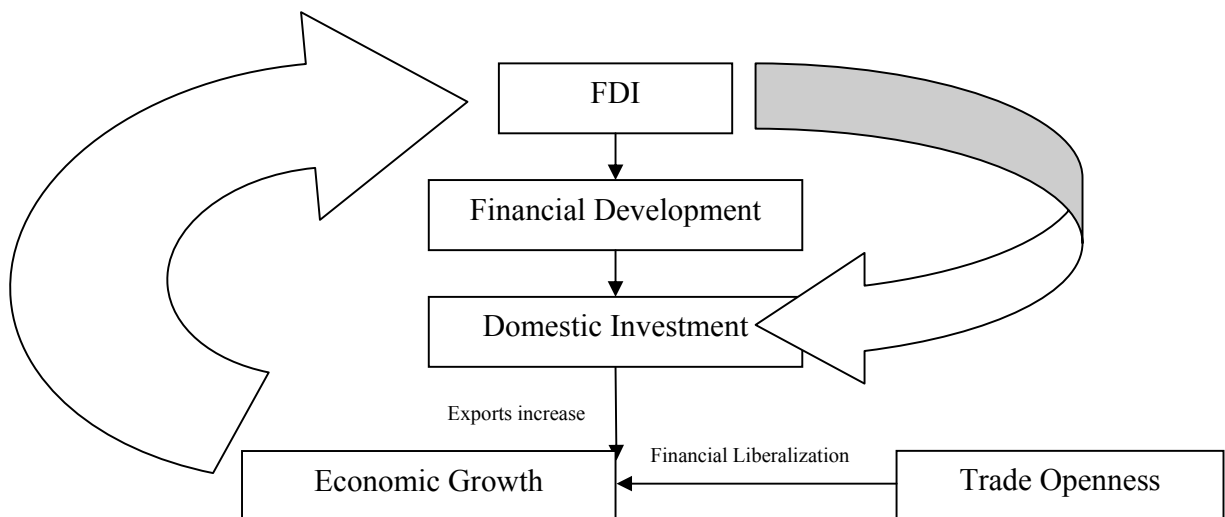 FDI
Financial Development
Domestic Investment
Exports increase
Financial Liberalization
Economic Growth
Trade Openness